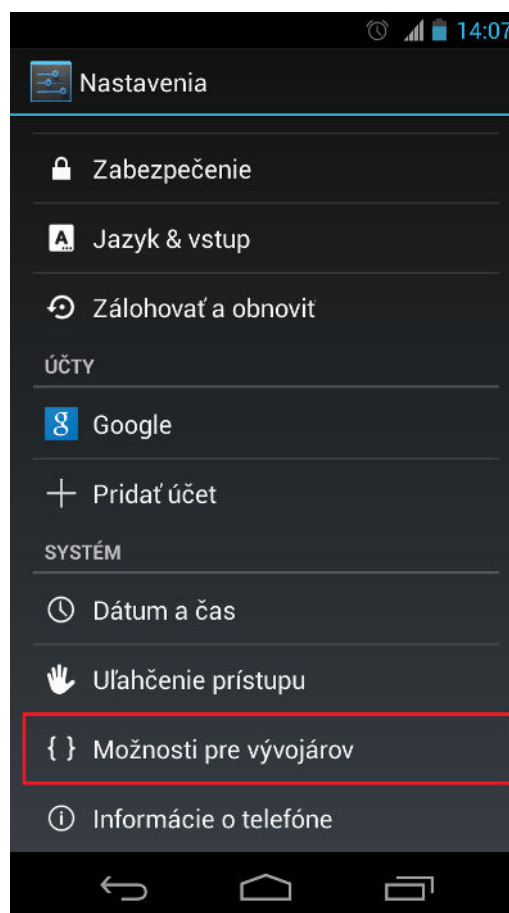 14:07
Nastavenia
Zabezpečenie
Jazyk & vstup
Zálohovať a obnoviť
ÚČTY
Google
Pridať účet
SYSTÉM
Dátum a čas
Uľahčenie prístupu
{ } Možnosti pre vývojárov
Informácie o telefóne